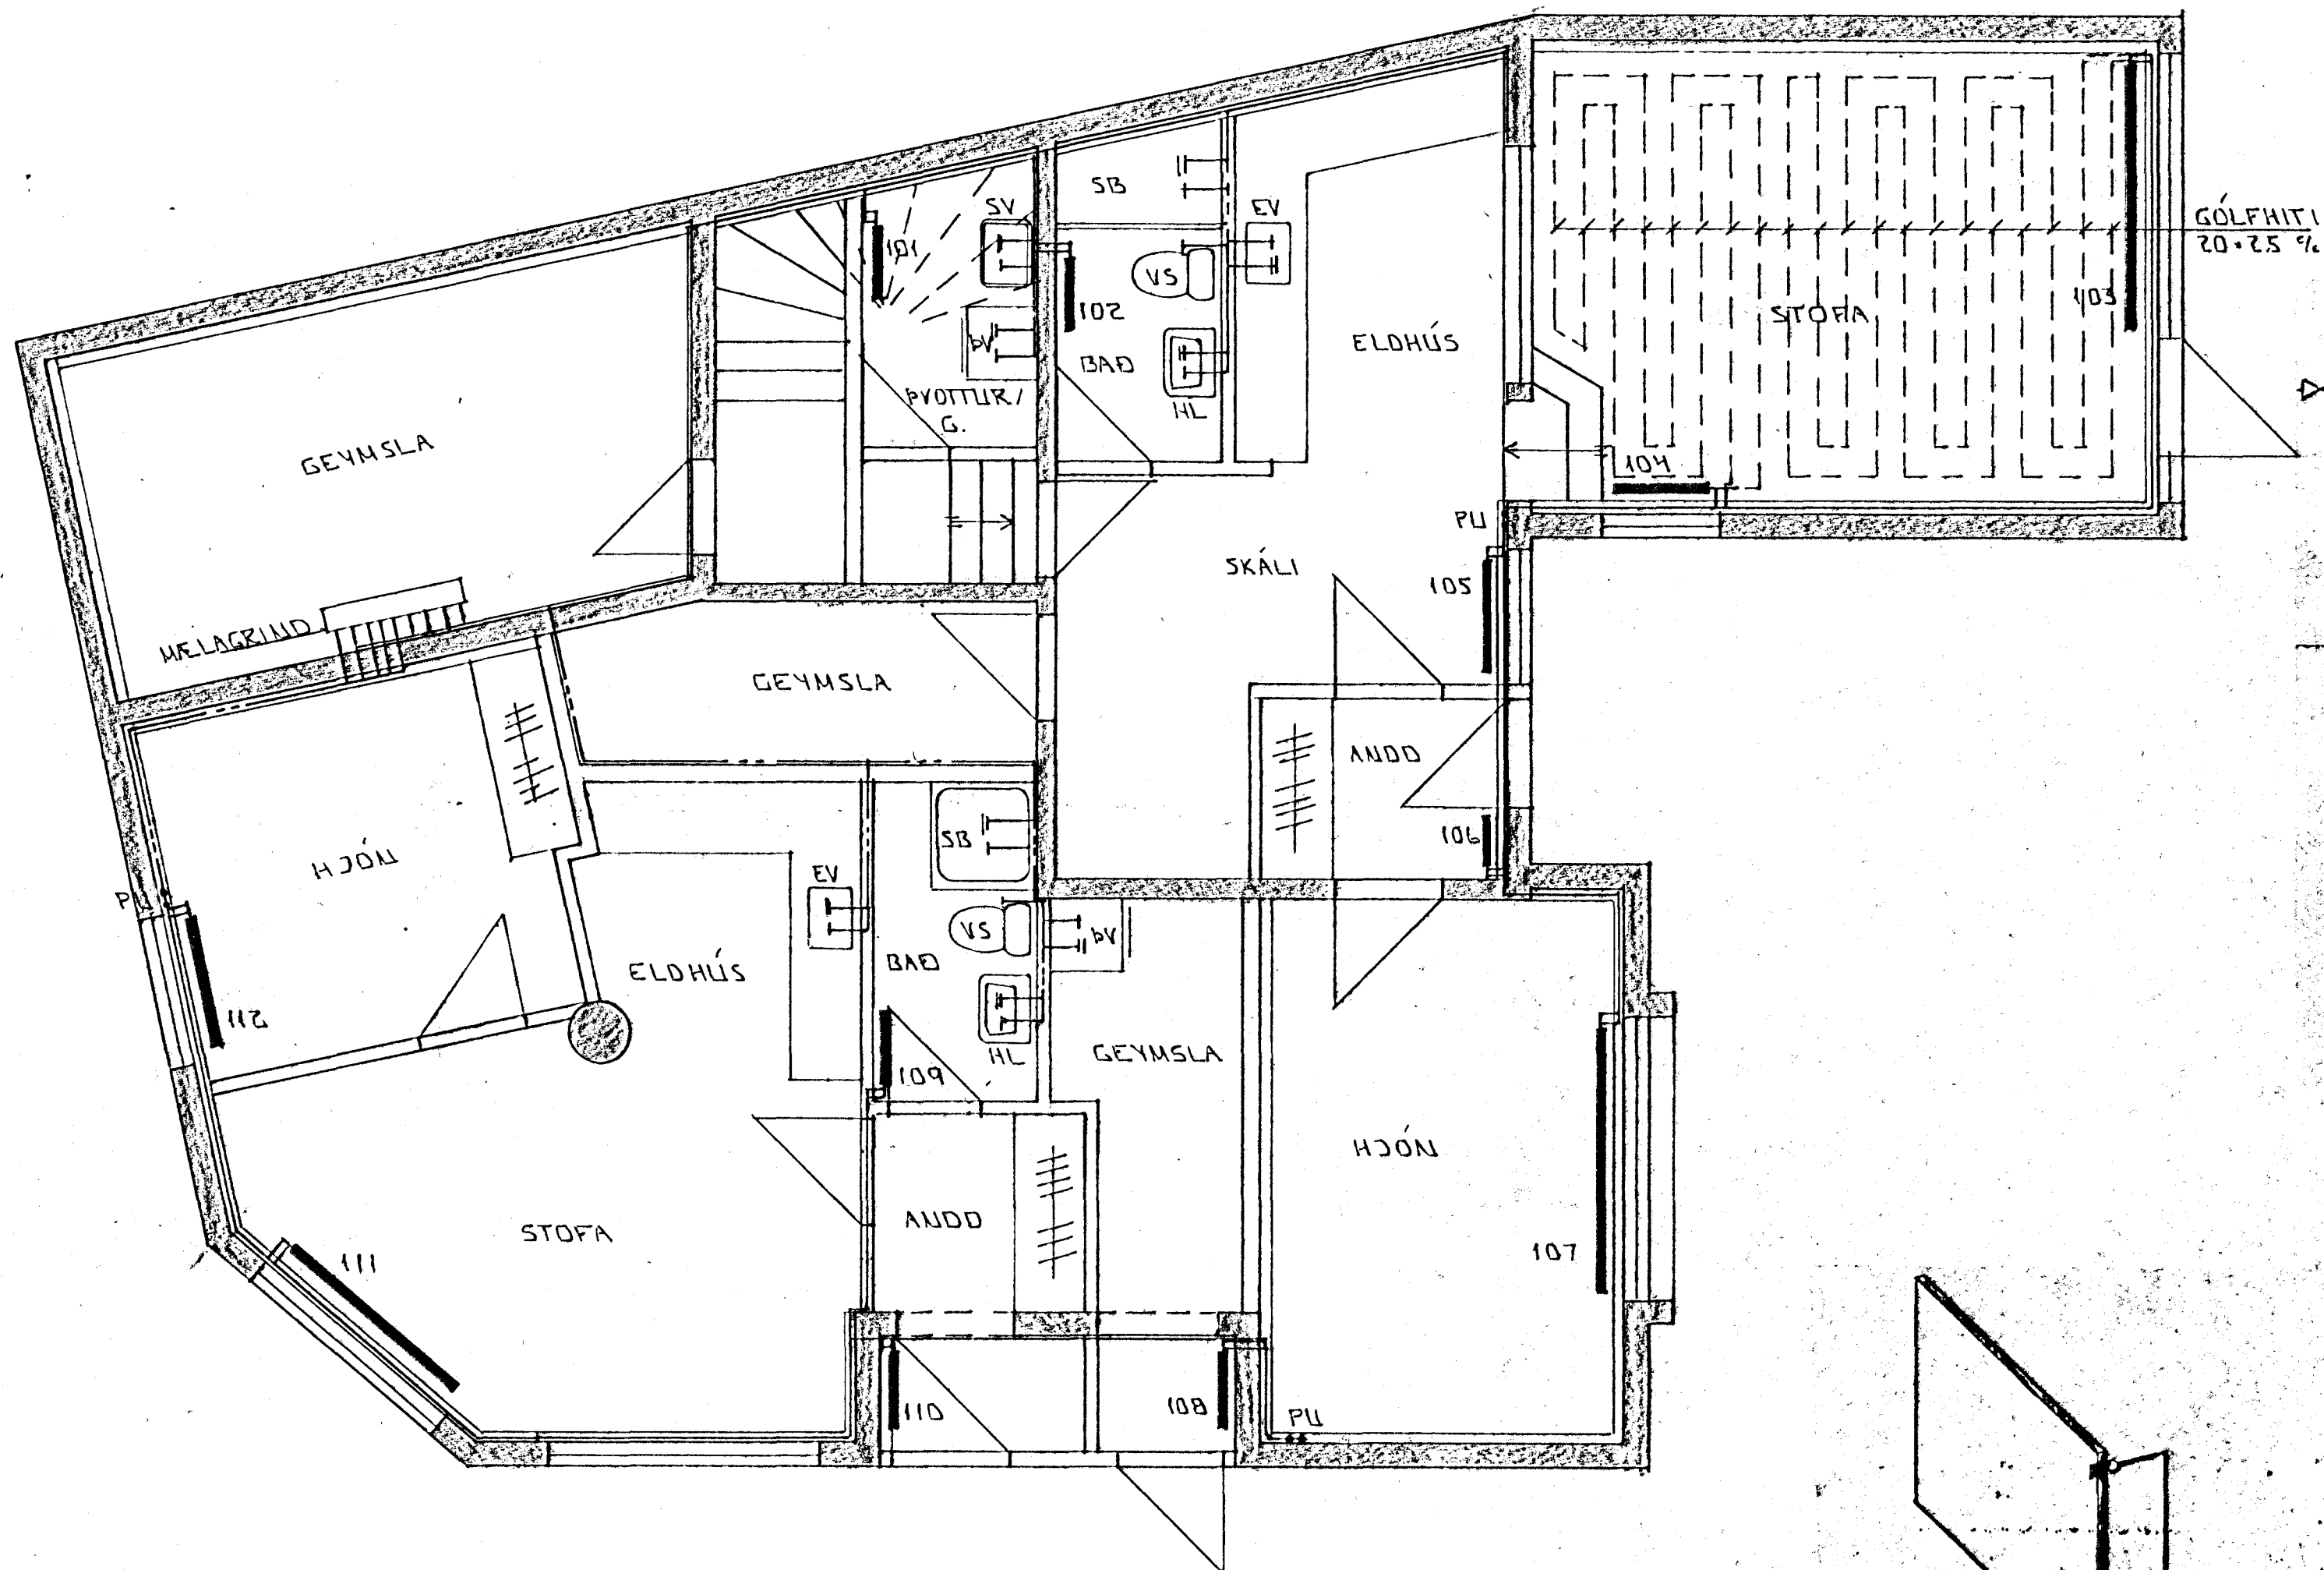 SV
SB
EV
GÓLFHITI
20·25 °/c
101
VS
102
103
STOFA
ÞV
ELDHÚS
BAÐ
ÞVOTTUR/
G.
HL
GEYMSLA
104
PU
SKÁLI
105
MÆLAGRIND
GEYMSLA
ANDD
106
SB
HJÓN
EV
PU
VS
ÞV
BAÐ
ELDHÚS
112
HL
GEYMSLA
109
HJÓN
ANDD
STOFA
107
111
110
108
PU